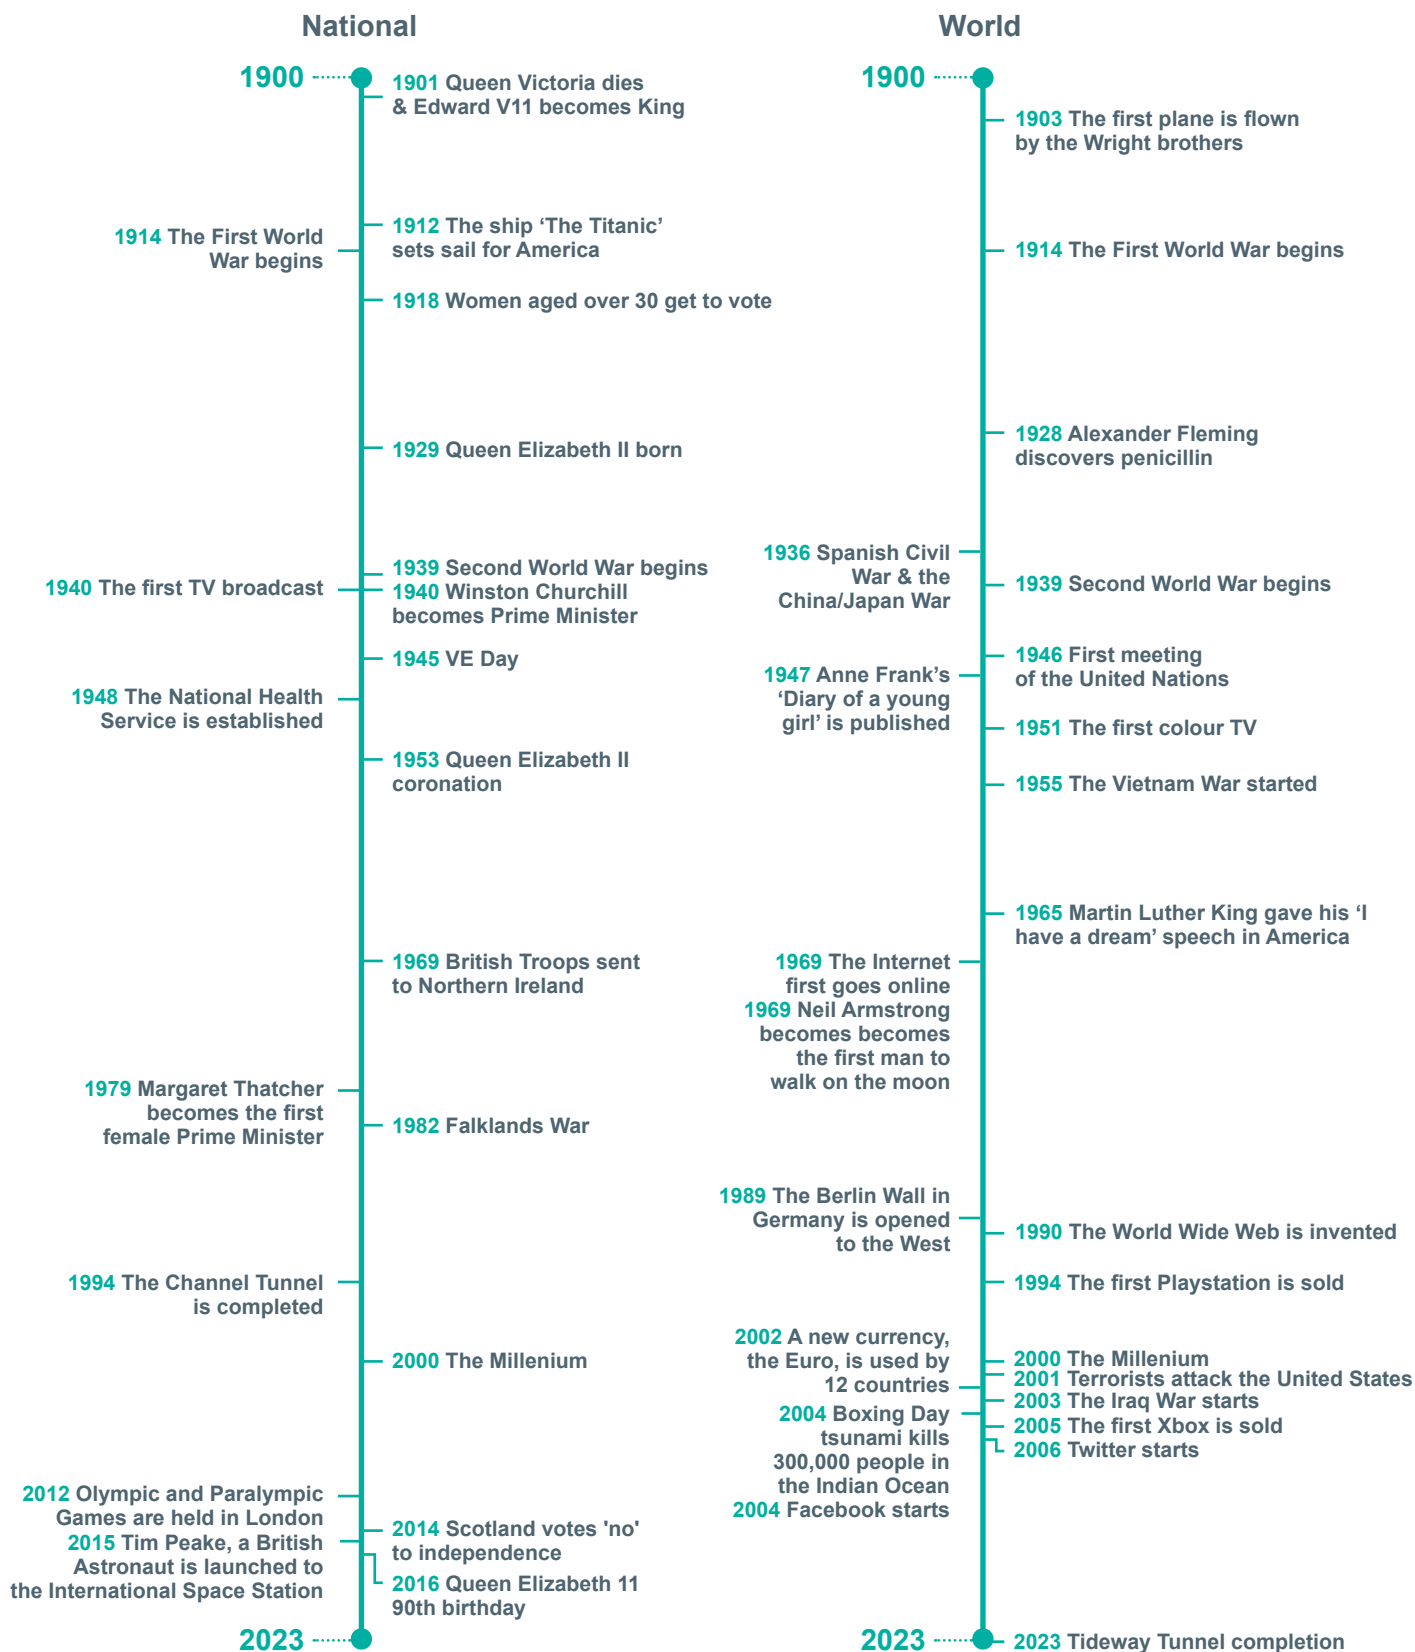 National
1900
1901 Queen Victoria dies
& Edward V11 becomes King
1912 The ship ‘The Titanic’
sets sail for America
1914 The First World
War begins
1918 Women aged over 30 get to vote
1929 Queen Elizabeth II born
1939 Second World War begins
1940 The first TV broadcast
1940 Winston Churchill
becomes Prime Minister
1945 VE Day
1948 The National Health
Service is established
1953 Queen Elizabeth II
coronation
1969 British Troops sent
to Northern Ireland
1979 Margaret Thatcher
becomes the first
female Prime Minister
1982 Falklands War
1994 The Channel Tunnel
is completed
2000 The Millenium
2012 Olympic and Paralympic
Games are held in London
2014 Scotland votes 'no'
to independence
2015 Tim Peake, a British
Astronaut is launched to
the International Space Station
2016 Queen Elizabeth 11
90th birthday
2023
World
1900
1903 The first plane is flown
by the Wright brothers
1914 The First World War begins
1928 Alexander Fleming
discovers penicillin
1936 Spanish Civil
War & the
China/Japan War
1939 Second World War begins
1946 First meeting
of the United Nations
1947 Anne Frank’s
‘Diary of a young
girl’ is published
1951 The first colour TV
1955 The Vietnam War started
1965 Martin Luther King gave his ‘I
have a dream’ speech in America
1969 The Internet
first goes online
1969 Neil Armstrong
becomes becomes
the first man to
walk on the moon
1989 The Berlin Wall in
Germany is opened
to the West
1990 The World Wide Web is invented
1994 The first Playstation is sold
2000 The Millenium
2001 Terrorists attack the United States
2002 A new currency,
the Euro, is used by
12 countries
2003 The Iraq War starts
2004 Boxing Day
tsunami kills
300,000 people in
the Indian Ocean
2004 Facebook starts
2005 The first Xbox is sold
2006 Twitter starts
2023
2023 Tideway Tunnel completion